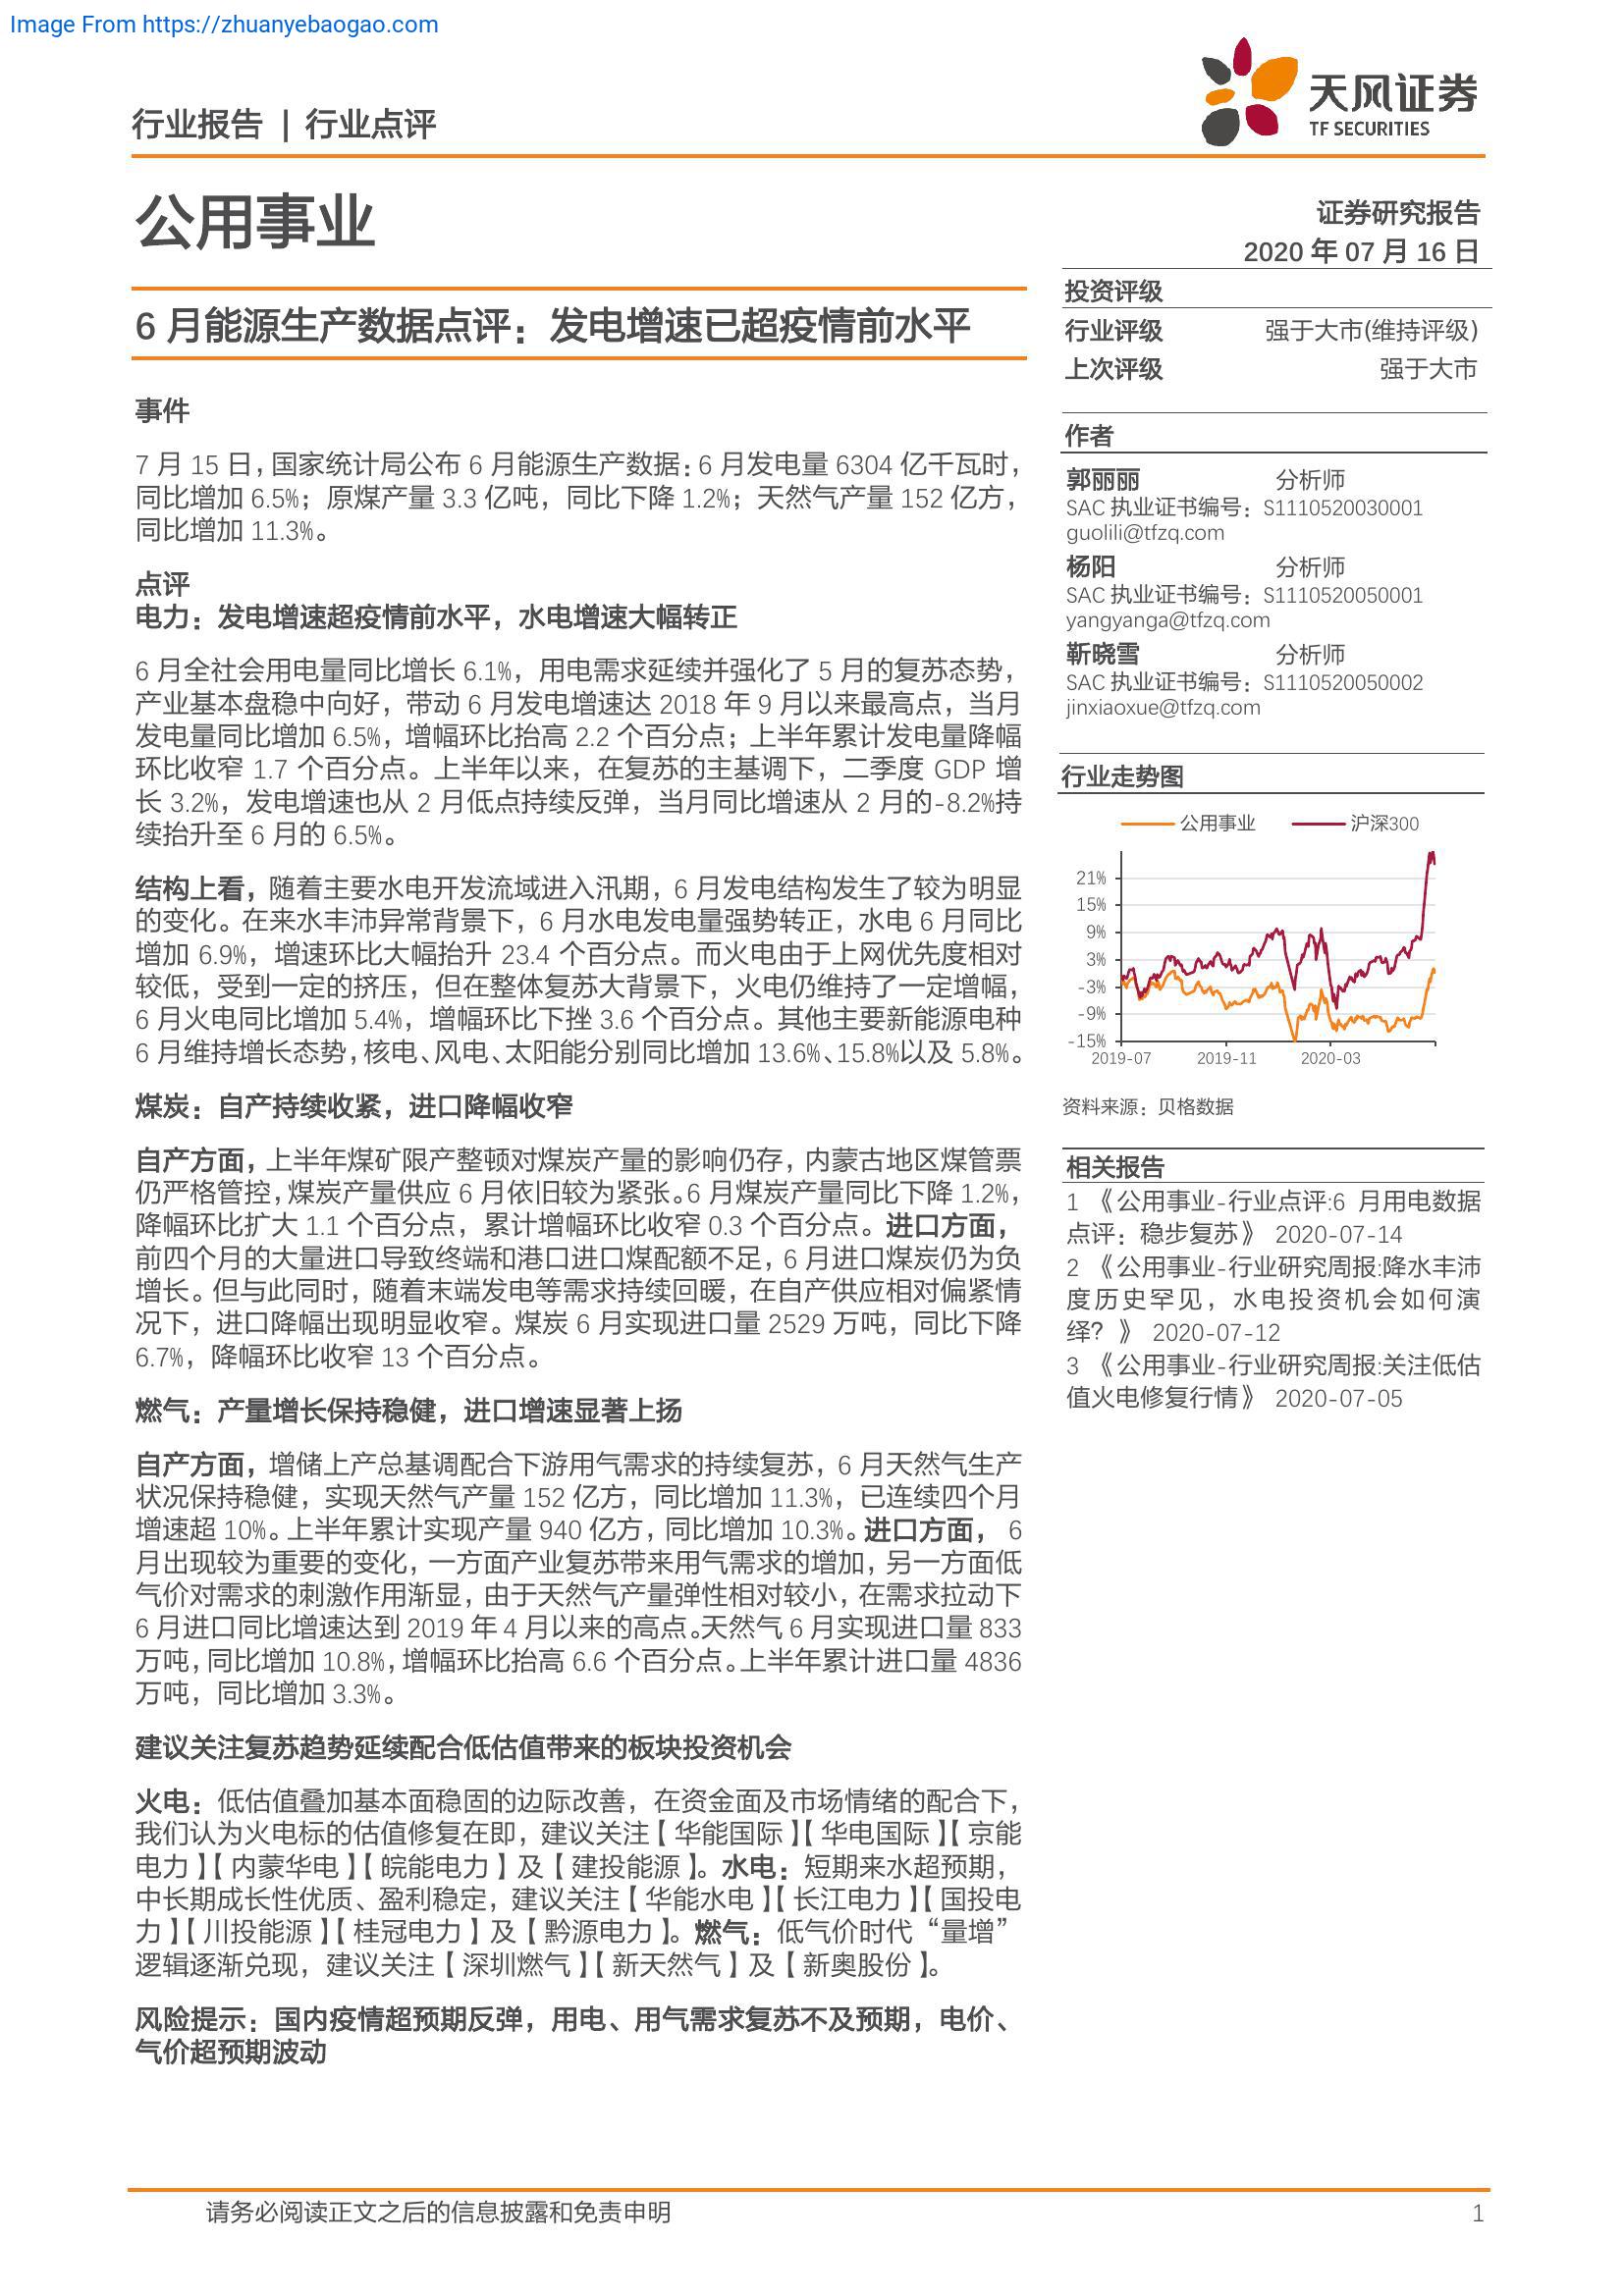 Image From https://zhuanyebaogao.com
天风证券
TF SECURITIES
行业报告 | 行业点评
公用事业
证券研究报告
2020 年 07 月 16 日
6 月能源生产数据点评：发电增速已超疫情前水平
事件
7 月 15 日，国家统计局公布 6 月能源生产数据：6 月发电量 6304 亿千瓦时，
同比增加 6.5%；原煤产量 3.3 亿吨，同比下降 1.2%；天然气产量 152 亿方，
同比增加 11.3%。
点评
电力：发电增速超疫情前水平，水电增速大幅转正
6 月全社会用电量同比增长 6.1%，用电需求延续并强化了 5 月的复苏态势，
产业基本盘稳中向好，带动 6 月发电增速达 2018 年 9 月以来最高点，当月
发电量同比增加 6.5%，增幅环比抬高 2.2 个百分点；上半年累计发电量降幅
环比收窄 1.7 个百分点。上半年以来，在复苏的主基调下，二季度 GDP 增
长 3.2%，发电增速也从 2 月低点持续反弹，当月同比增速从 2 月的-8.2%持
续抬升至 6 月的 6.5%。
结构上看，随着主要水电开发流域进入汛期，6 月发电结构发生了较为明显
的变化。在来水丰沛异常背景下，6 月水电发电量强势转正，水电 6 月同比
增加 6.9%，增速环比大幅抬升 23.4 个百分点。而火电由于上网优先度相对
较低，受到一定的挤压，但在整体复苏大背景下，火电仍维持了一定增幅，
6 月火电同比增加 5.4%，增幅环比下挫 3.6 个百分点。其他主要新能源电种
6 月维持增长态势，核电、风电、太阳能分别同比增加 13.6%、15.8%以及 5.8%。
煤炭：自产持续收紧，进口降幅收窄
自产方面，上半年煤矿限产整顿对煤炭产量的影响仍存，内蒙古地区煤管票
仍严格管控，煤炭产量供应 6 月依旧较为紧张。6 月煤炭产量同比下降 1.2%，
降幅环比扩大 1.1 个百分点，累计增幅环比收窄 0.3 个百分点。进口方面，
前四个月的大量进口导致终端和港口进口煤配额不足，6 月进口煤炭仍为负
增长。但与此同时，随着末端发电等需求持续回暖，在自产供应相对偏紧情
况下，进口降幅出现明显收窄。煤炭 6 月实现进口量 2529 万吨，同比下降
6.7%，降幅环比收窄 13 个百分点。
燃气：产量增长保持稳健，进口增速显著上扬
自产方面，增储上产总基调配合下游用气需求的持续复苏，6 月天然气生产
状况保持稳健，实现天然气产量 152 亿方，同比增加 11.3%，已连续四个月
增速超 10%。上半年累计实现产量 940 亿方，同比增加 10.3%。进口方面， 6
月出现较为重要的变化，一方面产业复苏带来用气需求的增加，另一方面低
气价对需求的刺激作用渐显，由于天然气产量弹性相对较小，在需求拉动下
6 月进口同比增速达到 2019 年 4 月以来的高点。天然气 6 月实现进口量 833
万吨，同比增加 10.8%，增幅环比抬高 6.6 个百分点。上半年累计进口量 4836
万吨，同比增加 3.3%。
建议关注复苏趋势延续配合低估值带来的板块投资机会
火电：低估值叠加基本面稳固的边际改善，在资金面及市场情绪的配合下，
我们认为火电标的估值修复在即，建议关注【华能国际】【华电国际】【京能
电力】【内蒙华电】【皖能电力】及【建投能源】。水电：短期来水超预期，
中长期成长性优质、盈利稳定，建议关注【华能水电】【长江电力】【国投电
力】【川投能源】【桂冠电力】及【黔源电力】。燃气：低气价时代“量增”
逻辑逐渐兑现，建议关注【深圳燃气】【新天然气】及【新奥股份】。
风险提示：国内疫情超预期反弹，用电、用气需求复苏不及预期，电价、
气价超预期波动
投资评级
行业评级 强于大市(维持评级)
上次评级 强于大市
作者
郭丽丽 分析师
SAC 执业证书编号：S1110520030001
guolili@tfzq.com
杨阳 分析师
SAC 执业证书编号：S1110520050001
yangyanga@tfzq.com
靳晓雪 分析师
SAC 执业证书编号：S1110520050002
jinxiaoxue@tfzq.com
行业走势图
公用事业 沪深300
21%
15%
9%
3%
-3%
-9%
-15%
2019-07 2019-11 2020-03
资料来源：贝格数据
相关报告
1 《公用事业-行业点评:6 月用电数据
点评：稳步复苏》 2020-07-14
2 《公用事业-行业研究周报:降水丰沛
度历史罕见，水电投资机会如何演
绎？》 2020-07-12
3 《公用事业-行业研究周报:关注低估
值火电修复行情》 2020-07-05
请务必阅读正文之后的信息披露和免责申明 1